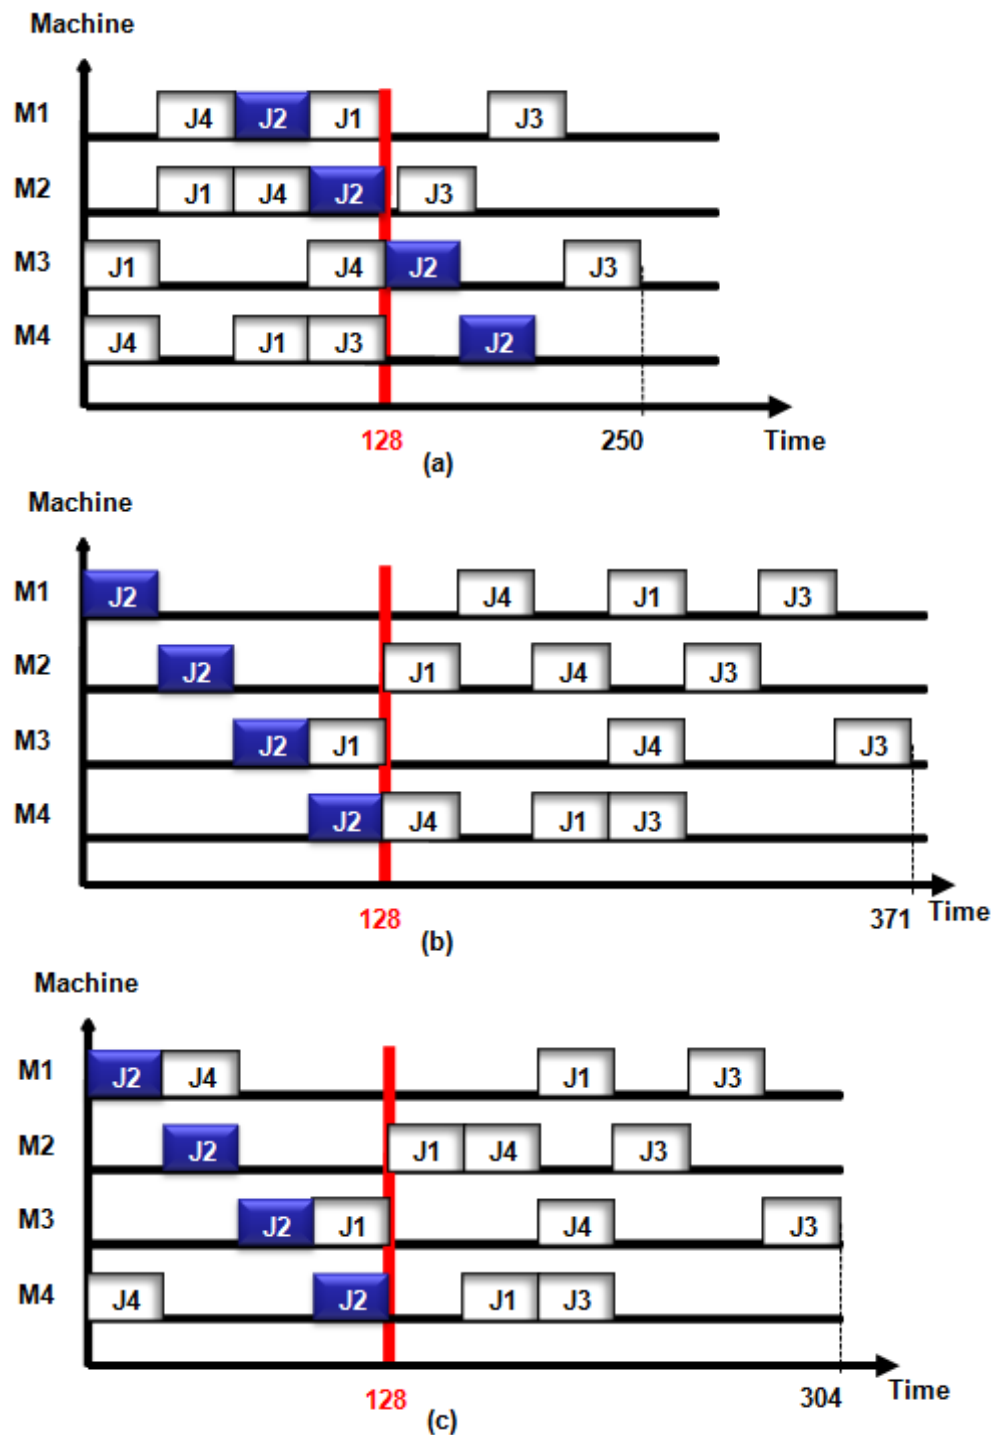 Machine
M1 J4 J2 J1 J3
M2 J1 J4 J2 J3
M3 J1 J4 J2 J3
M4 J4 J1 J3 J2
128 250 Time
(a)
Machine
M1 J2 J4 J1 J3
M2 J2 J1 J4 J3
M3 J2 J1 J4 J3
M4 J2 J4 J1 J3
128 371 Time
(b)
Machine
M1 J2 J4 J1 J3
M2 J2 J1 J4 J3
M3 J2 J1 J4 J3
M4 J4 J2 J1 J3
128 304 Time
(c)